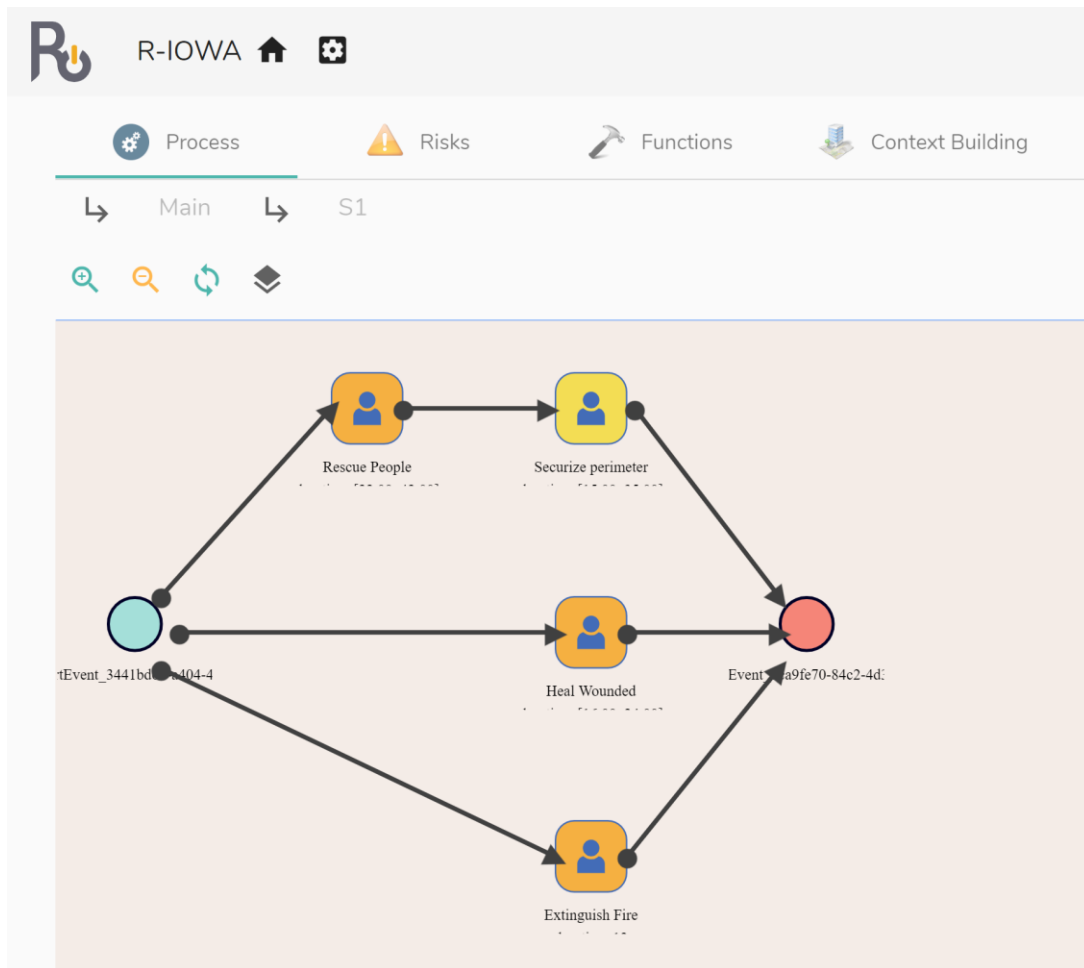 R-IOWA
Process Risks Functions Context Building
Main S1
Rescue People
Securize perimeter
Heal Wounded
Extinguish Fire